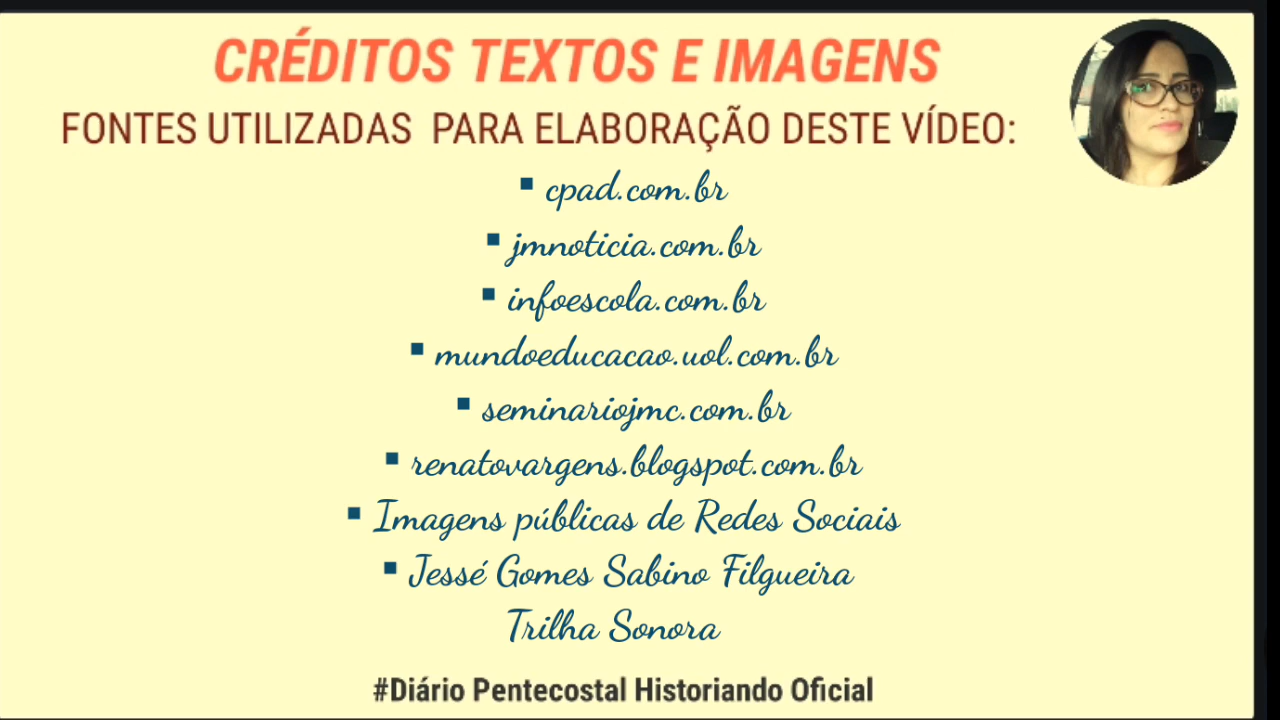 CRÉDITOS TEXTOS E IMAGENS
FONTES UTILIZADAS PARA ELABORAÇÃO DESTE VÍDEO:
▪ cpad.com.br
▪ jmnoticia.com.br
▪ infoescola.com.br
▪ mundoeducacao.uol.com.br
▪ seminariojmc.com.br
▪ renatovargens.blogspot.com.br
▪ Imagens públicas de Redes Sociais
▪ Jessé Gomes Sabino Filgueira
Trilha Sonora
#Diário Pentecostal Historiando Oficial